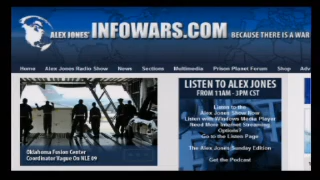 ALEX JONES' INFOWARS.COM BECAUSE THERE IS A WAR
Home Alex Jones Radio Show News Sections Multimedia Prison Planet Forum Shop
LISTEN TO ALEX JONES
FROM 11AM - 3PM CST
Listen to the
Alex Jones Show Now
Listen with Windows Media Player
Need More Internet Streaming
Options?
Go to the Listen Page
The Alex Jones Sunday Edition
Get the Podcast
Oklahoma Fusion Center
Coordinator Vague On NLE 09